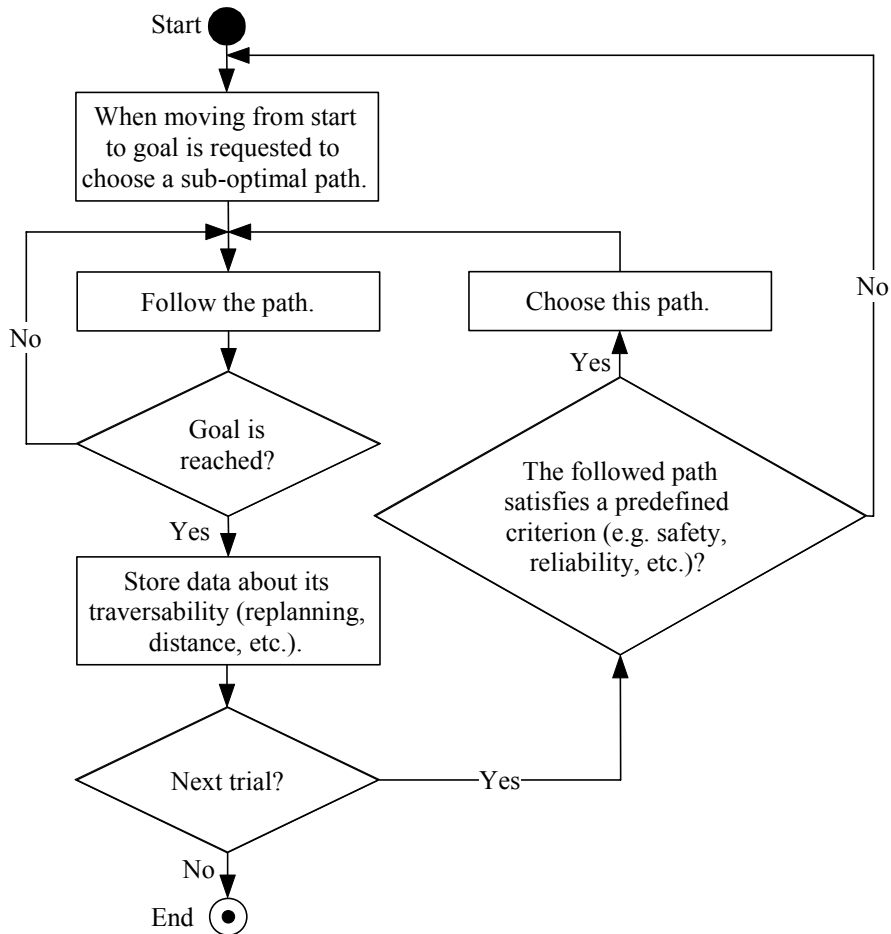 Start
When moving from start
to goal is requested to
choose a sub-optimal path.
Follow the path.
No
Goal is
reached?
Yes
Store data about its
traversability (replanning,
distance, etc.).
Next trial?
No
End
Yes
The followed path
satisfies a predefined
criterion (e.g. safety,
reliability, etc.)?
Yes
Choose this path.
No